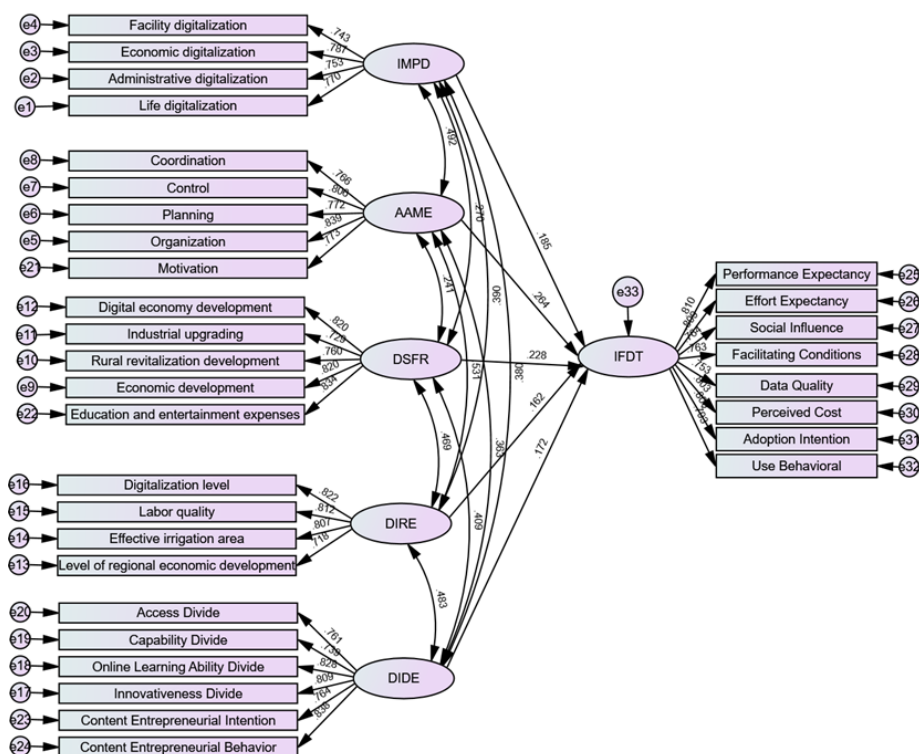 e4 Facility digitalization .743
e3 Economic digitalization .787
e2 Administrative digitalization .753
e1 Life digitalization .770
IMPD
.492
e8 Coordination .766
e7 Control .806
e6 Planning .772
e5 Organization .839
e21 Motivation .773
AAME
.270
.185
.241
.390
.264
e12 Digital economy development .820
e11 Industrial upgrading
e10 Rural revitalization development .760
e9 Economic development .820
e22 Education and entertainment expenses .834
DSFR
.228
.531
.380
.162
e33
IFDT
Performance Expectancy e25 .810
Effort Expectancy e26
Social Influence e27
Facilitating Conditions e28 .763
Data Quality e29 .753
Perceived Cost e30
Adoption Intention e31
Use Behavioral e32
.469
.363
.172
e16 Digitalization level .822
e15 Labor quality .812
e14 Effective irrigation area .807
e13 Level of regional economic development .718
DIRE
.409
.483
e20 Access Divide .761
e19 Capability Divide .739
e18 Online Learning Ability Divide .828
e17 Innovativeness Divide .809
e23 Content Entrepreneurial Intention .764
e24 Content Entrepreneurial Behavior .836
DIDE